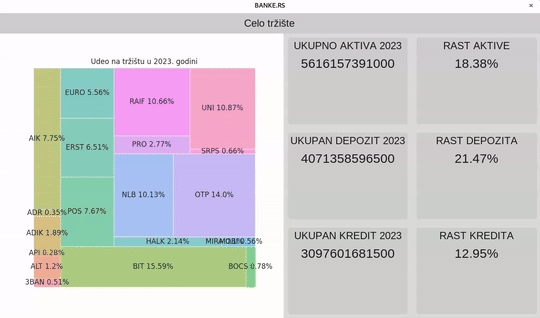 BANKE.RS
Celo tržište
Udeo na tržištu u 2023. godini
EURO 5.56%
RAIF 10.66%
UNI 10.87%
AIK 7.75%
ERST 6.51%
PRO 2.77%
SRPS 0.66%
POS 7.67%
NLB 10.13%
OTP 14.0%
ADR 0.35%
ADIK 1.89%
HALK 2.14%
0.56%
API 0.28%
ALT 1.2%
BIT 15.59%
BOCS 0.78%
3BAN 0.51%
UKUPNO AKTIVA 2023
5616157391000
RAST AKTIVE
18.38%
UKUPAN DEPOZIT 2023
4071358596500
RAST DEPOZITA
21.47%
UKUPAN KREDIT 2023
3097601681500
RAST KREDITA
12.95%